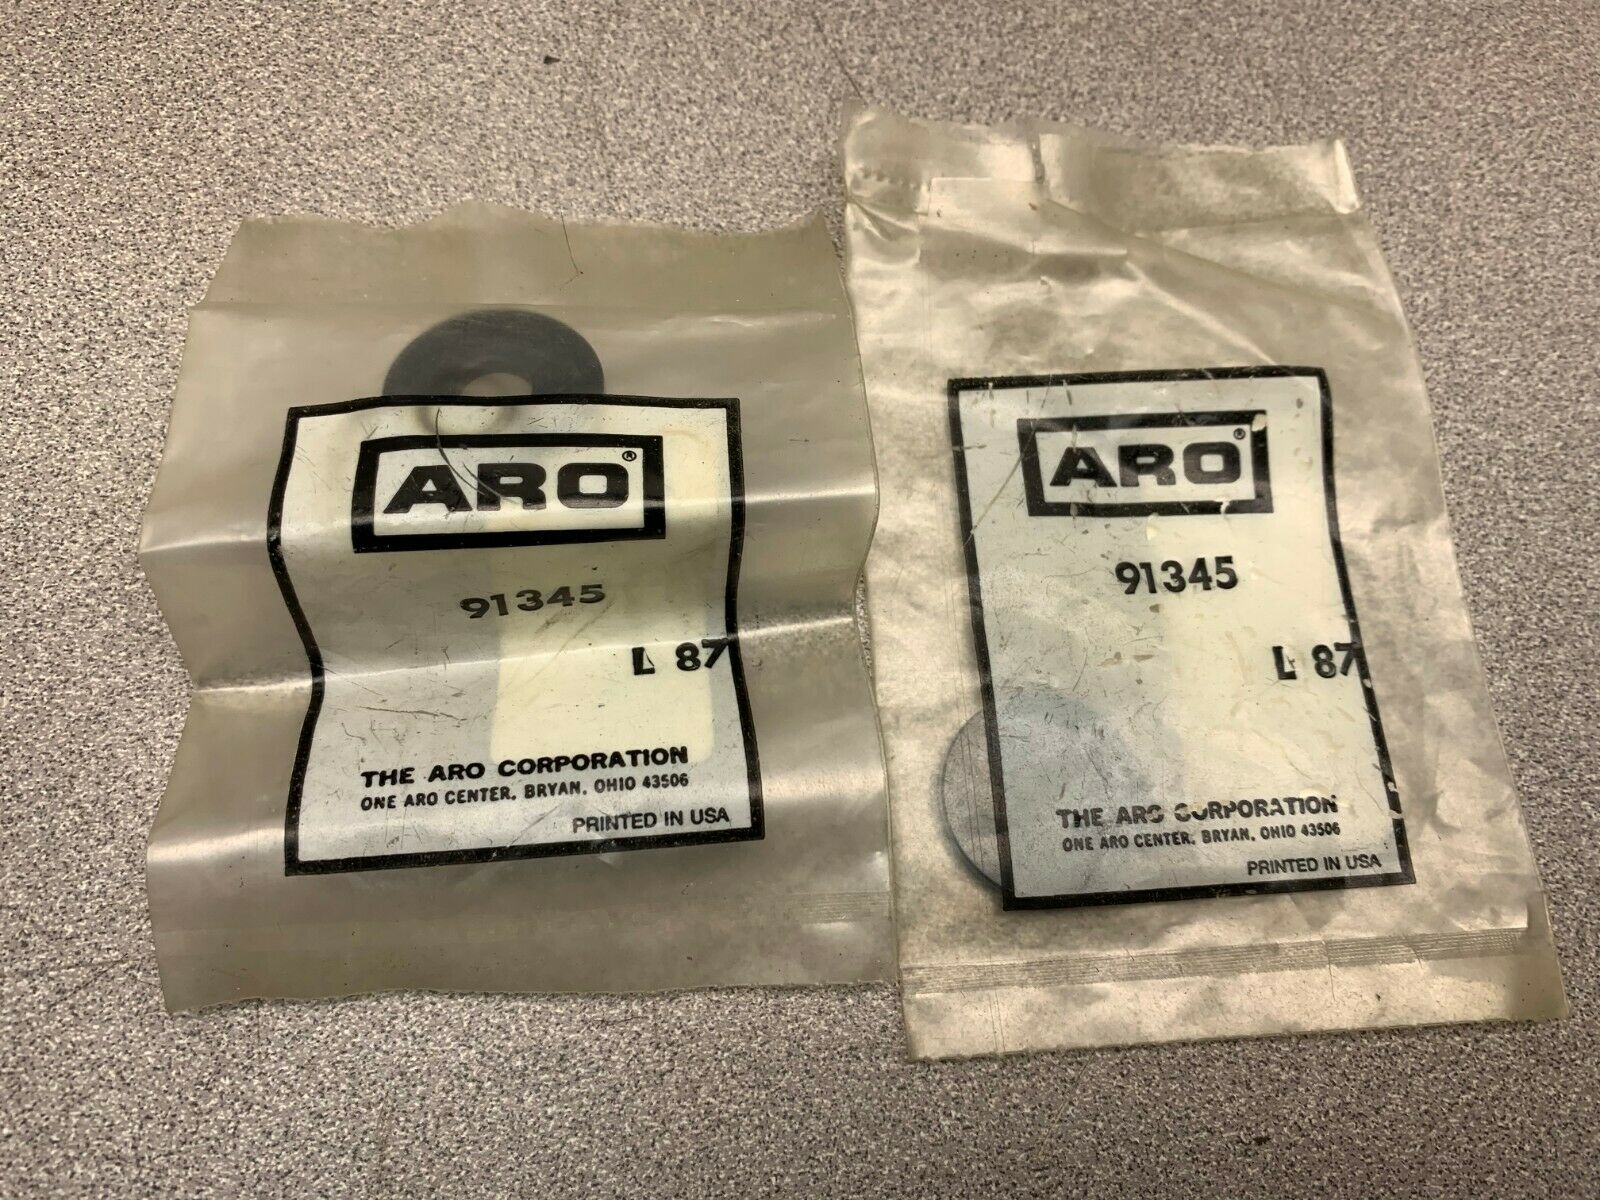 ARO®
91345
L 87
THE ARO CORPORATION
ONE ARO CENTER, BRYAN, OHIO 43506
PRINTED IN USA
ARO®
91345
L 87
THE ARO CORPORATION
ONE ARO CENTER, BRYAN, OHIO 43506
PRINTED IN USA